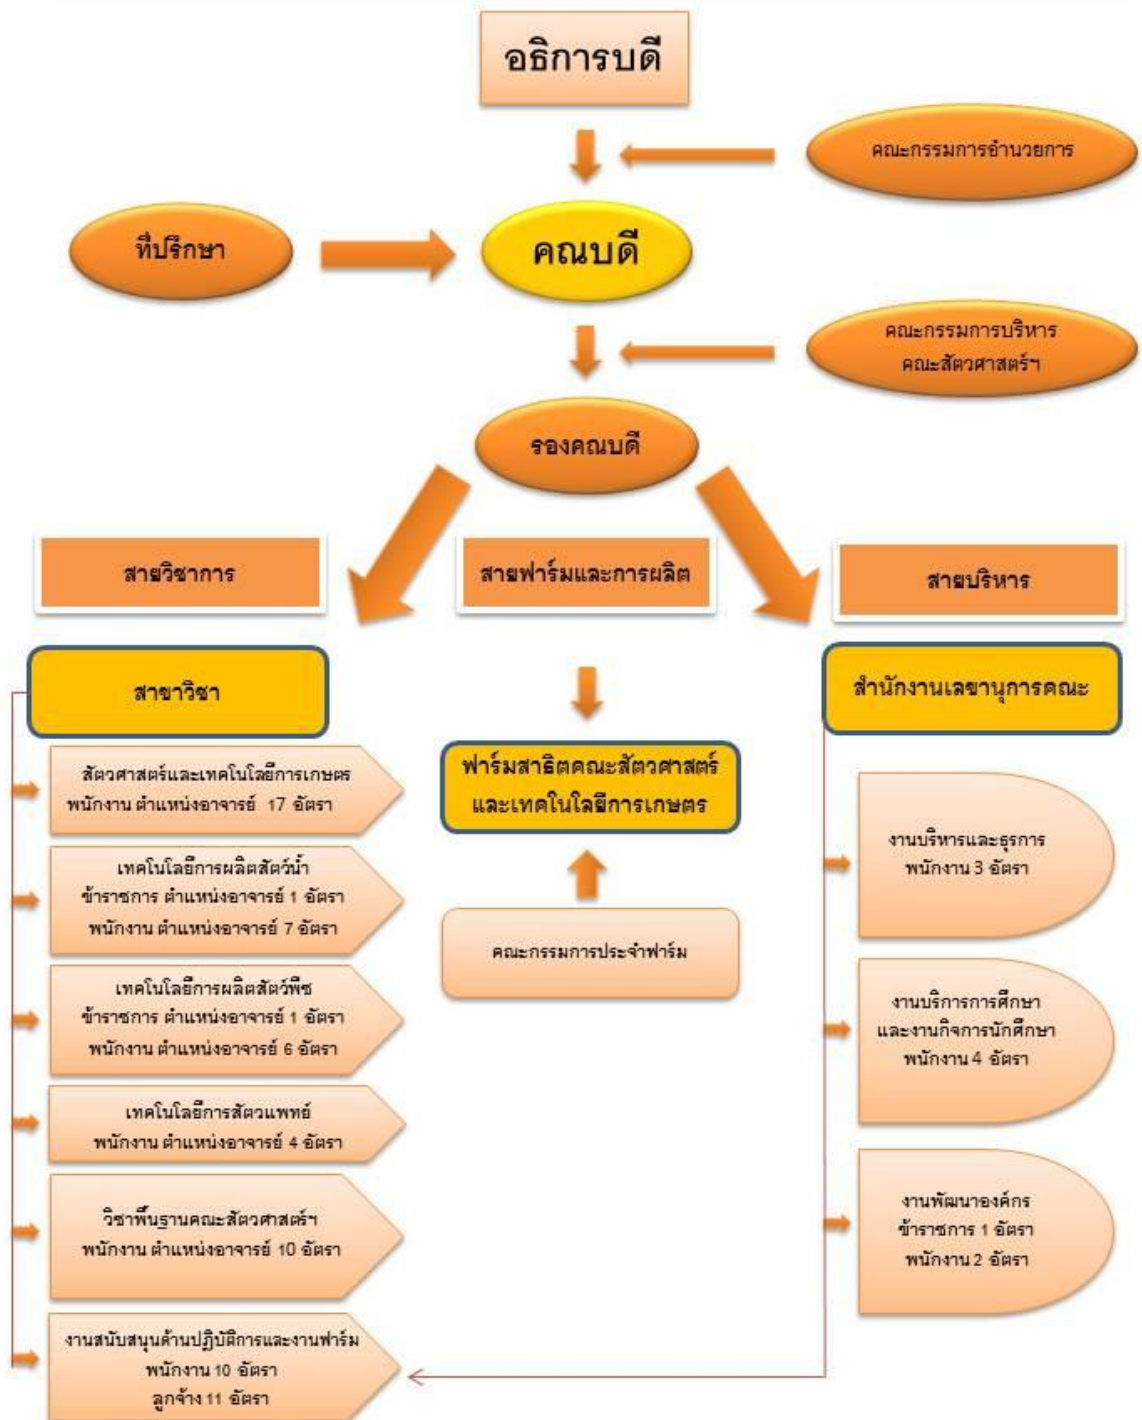 อธิการบดี
คณะกรรมการอำนวยการ
ที่ปรึกษา
คณบดี
คณะกรรมการบริหาร
คณะสัตวศาสตร์ฯ
รองคณบดี
สายวิชาการ
สายฟาร์มและการผลิต
สายบริหาร
สาขาวิชา
สัตวศาสตร์และเทคโนโลยีการเกษตร
พนักงาน ตำแหน่งอาจารย์ 17 อัตรา
เทคโนโลยีการผลิตสัตว์น้ำ
ข้าราชการ ตำแหน่งอาจารย์ 1 อัตรา
พนักงาน ตำแหน่งอาจารย์ 7 อัตรา
เทคโนโลยีการผลิตสัตว์พืช
ข้าราชการ ตำแหน่งอาจารย์ 1 อัตรา
พนักงาน ตำแหน่งอาจารย์ 6 อัตรา
เทคโนโลยีการสัตวแพทย์
พนักงาน ตำแหน่งอาจารย์ 4 อัตรา
วิชาพื้นฐานคณะสัตวศาสตร์ฯ
พนักงาน ตำแหน่งอาจารย์ 10 อัตรา
งานสนับสนุนด้านปฏิบัติการและงานฟาร์ม
พนักงาน 10 อัตรา
ลูกจ้าง 11 อัตรา
ฟาร์มสาธิตคณะสัตวศาสตร์
และเทคโนโลยีการเกษตร
คณะกรรมการประจำฟาร์ม
สำนักงานเลขานุการคณะ
งานบริหารและธุรการ
พนักงาน 3 อัตรา
งานบริการการศึกษา
และงานกิจการนักศึกษา
พนักงาน 4 อัตรา
งานพัฒนาองค์กร
ข้าราชการ 1 อัตรา
พนักงาน 2 อัตรา